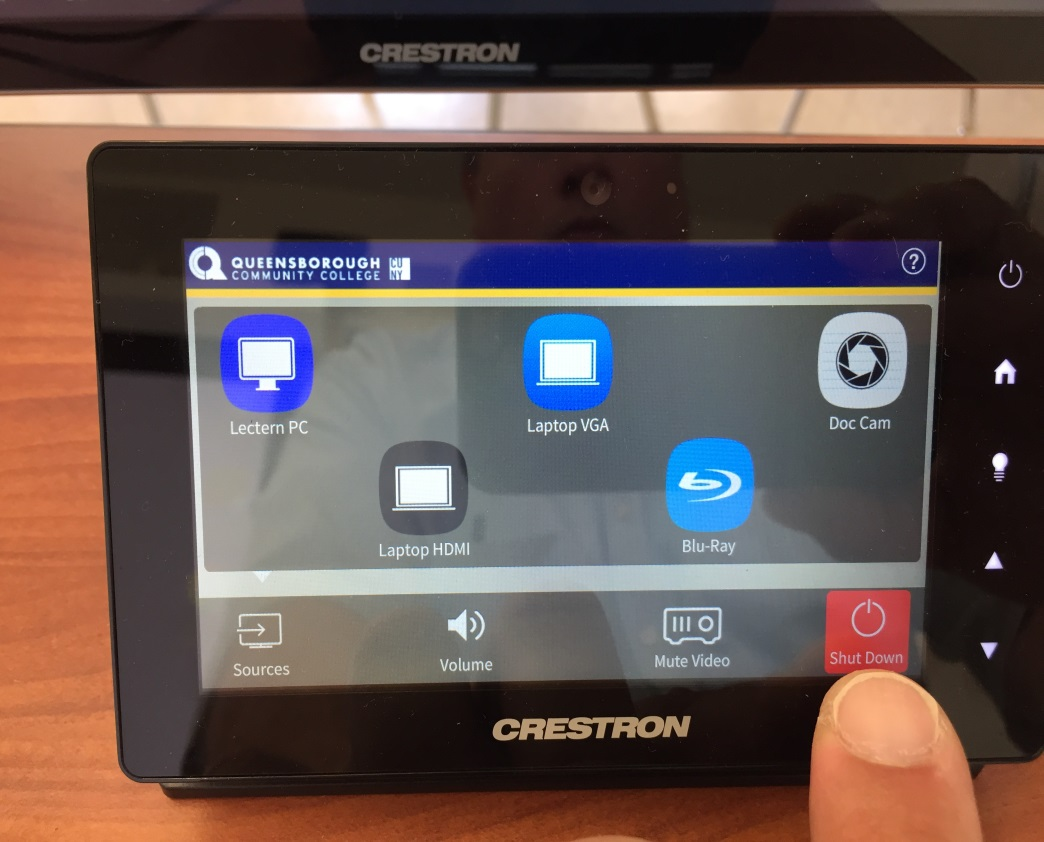 CRESTRON
QUEENSBOROUGH
COMMUNITY COLLEGE
CU
NY
?
Lectern PC
Laptop VGA
Doc Cam
Laptop HDMI
Blu-Ray
Sources
Volume
Mute Video
Shut Down
CRESTRON